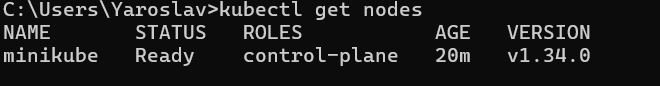 C:\Users\Yaroslav>kubectl get nodes
NAME       STATUS   ROLES           AGE   VERSION
minikube   Ready    control-plane   20m   v1.34.0